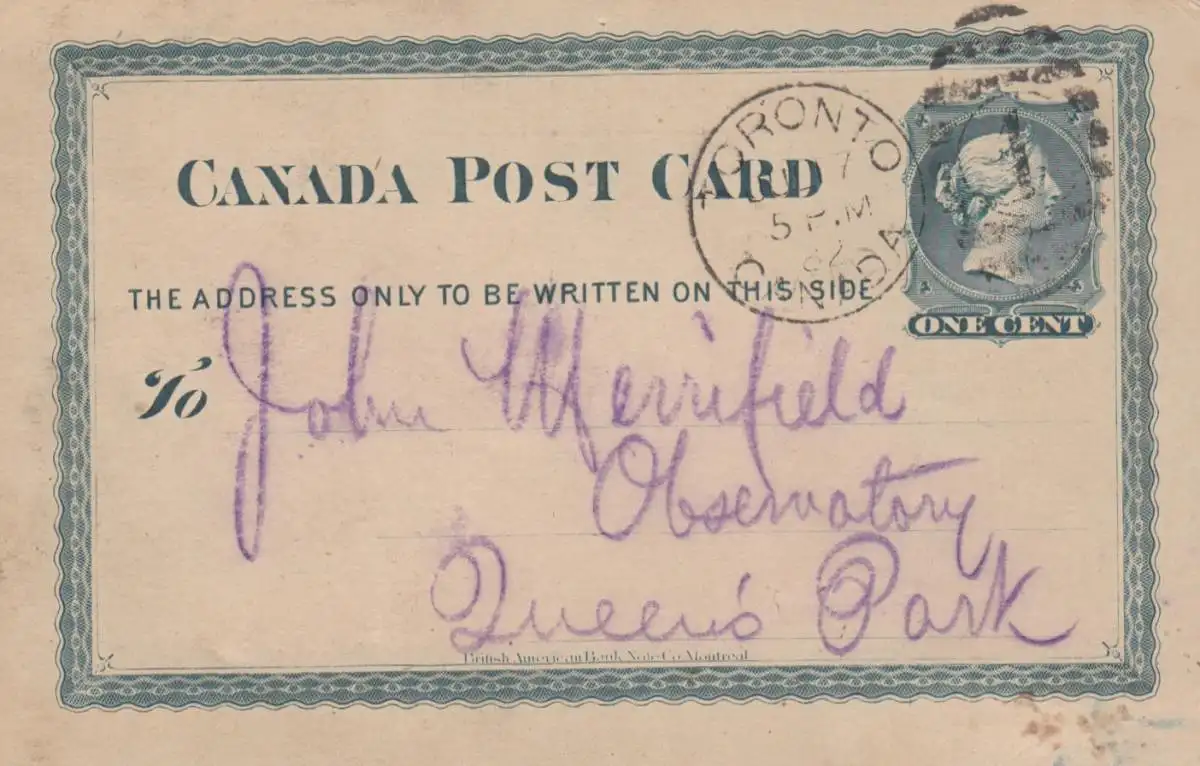 CANADA POST CARD
TORONTO
7
5 P.M
CANADA
ONE CENT
THE ADDRESS ONLY TO BE WRITTEN ON THIS SIDE
To John Merrifield
Observatory
Queen's Park
British American Bank Note Co. Montreal